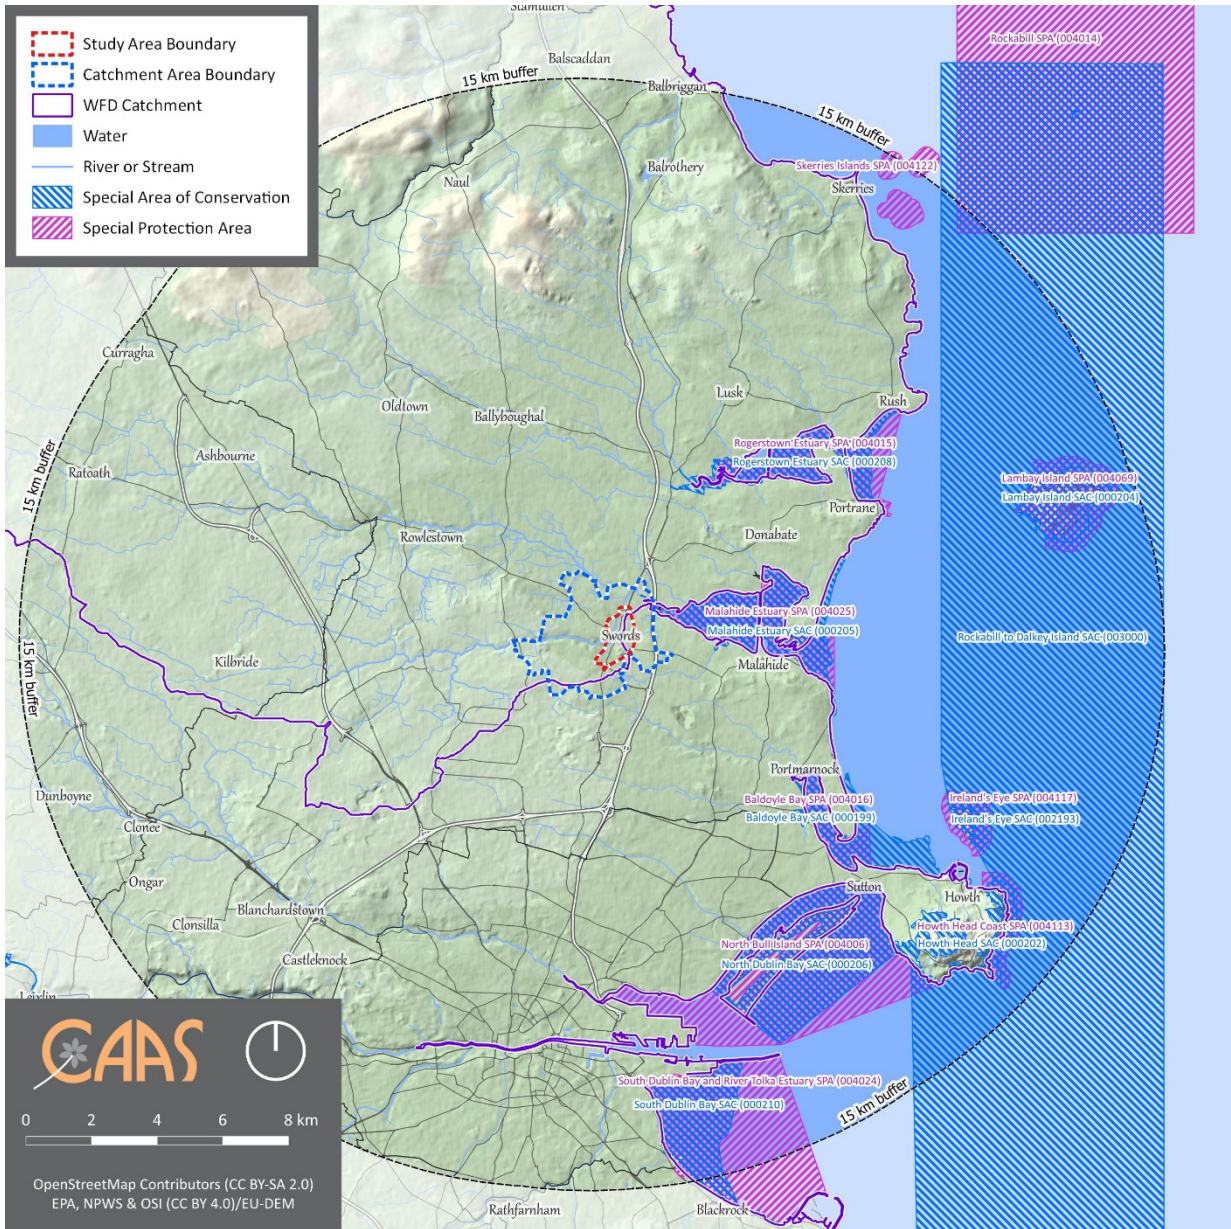 Study Area Boundary
Catchment Area Boundary
WFD Catchment
Water
River or Stream
Special Area of Conservation
Special Protection Area
Stamullen
Balscaddan
15 km buffer
Balbriggan
15 km buffer
Rockabill SPA (004014)
Balrothery
Naul
Skerries Islands SPA (004122)
Skerries
Curragha
Oldtown
Ballyboughal
Lusk
Rush
15 km buffer
Ratoath
Ashbourne
Rogerstown Estuary SPA (004015)
Rogerstown Estuary SAC (000208)
Lambay Island SPA (004069)
Lambay Island SAC (000204)
Portrane
Rowlestown
Donabate
Malahide Estuary SPA (004025)
Malahide Estuary SAC (000205)
Swords
Rockabill to Dalkey Island SAC (003000)
Malahide
Kilbride
15 km buffer
Portmarnock
Baldoyle Bay SPA (004016)
Baldoyle Bay SAC (000199)
Ireland's Eye SPA (004117)
Ireland's Eye SAC (002193)
Dunboyne
Clonee
Ongar
Sutton
Howth
Blanchardstown
Clonsilla
Howth Head Coast SPA (004113)
Howth Head SAC (000202)
North Bull Island SPA (004006)
North Dublin Bay SAC (000206)
Castleknock
Leixlip
South Dublin Bay and River Tolka Estuary SPA (004024)
South Dublin Bay SAC (000210)
15 km buffer
Rathfarnham
Blackrock
CAAS
0 2 4 6 8 km
OpenStreetMap Contributors (CC BY-SA 2.0)
EPA, NPWS & OSI (CC BY 4.0)/EU-DEM